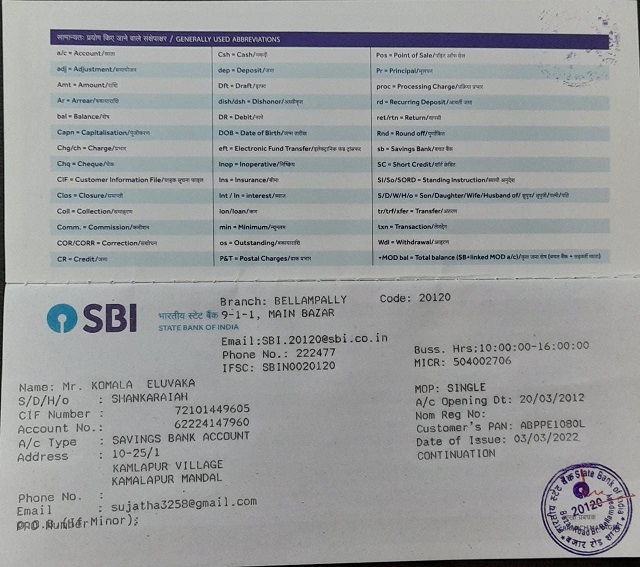 सामान्यतः प्रयोग किए जाने वाले संक्षेपाक्षर / GENERALLY USED ABBREVIATIONS
a/c = Account/खाता
Csh = Cash/नकदी
Pos = Point of Sale/पॉइंट ऑफ सेल
adj = Adjustment/समायोजन
dep = Deposit/जमा
Pr = Principal/मूलधन
Amt = Amount/राशि
Dft = Draft/ड्राफ्ट
proc = Processing Charge/प्रक्रिया प्रभार
Ar = Arrear/बकायाराशि
dish/dsh = Dishonor/अस्वीकृत
rd = Recurring Deposit/आवर्ती जमा
bal = Balance/शेष
DR = Debit/नामे
ret/rtn = Return/वापसी
Capn = Capitalisation/पूंजीकरण
DOB = Date of Birth/जन्म तारीख
Rnd = Round off/पूर्णांकित
Chg/ch = Charge/प्रभार
eft = Electronic Fund Transfer/इलेक्ट्रॉनिक फंड ट्रांसफर
sb = Savings Bank/बचत बैंक
Chq = Cheque/चेक
Inop = Inoperative/निष्क्रिय
SC = Short Credit/शॉर्ट क्रेडिट
CIF = Customer Information File/ग्राहक सूचना फाइल
Ins = Insurance/बीमा
SI/So/SORD = Standing Instruction/स्थायी अनुदेश
Clos = Closure/समाप्ती
Int / In = interest/ब्याज
S/D/W/H/o = Son/Daughter/Wife/Husband of/ सुपुत्र/ सुपुत्री/पत्नी/पति
Coll = Collection/समाहरण
lon/loan/ऋण
tr/trf/xfer = Transfer/अंतरण
Comm. = Commission/कमीशन
min = Minimum/न्यूनतम
txn = Transaction/लेनदेन
COR/CORR = Correction/संशोधन
os = Outstanding/बकायाराशि
Wdl = Withdrawal/आहरण
CR = Credit/जमा
P&T = Postal Charges/डाक प्रभार
+MOD bal = Total balance (SB+linked MOD a/c)/
SBI
भारतीय स्टेट बैंक
STATE BANK OF INDIA
Branch: BELLAMPALLY Code: 20120
9-1-1, MAIN BAZAR
Email:SBI.20120@sbi.co.in
Phone No.: 222477
IFSC: SBIN0020120
Buss. Hrs:10:00:00-16:00:00
MICR: 504002706
Name: Mr. KOMALA ELUVAKA
S/D/H/o : SHANKARAIAH
CIF Number : 72101449605
Account No.: 62224147960
A/c Type : SAVINGS BANK ACCOUNT
Address : 10-25/1
KAMLAPUR VILLAGE
KAMALAPUR MANDAL
Phone No. :
Email : sujatha3258@gmail.com
D.O.B.(If Minor):
MOP: SINGLE
A/c Opening Dt: 20/03/2012
Nom Reg No:
Customer's PAN: ABPPE1080L
Date of Issue: 03/03/2022
CONTINUATION
भारतीय स्टेट बैंक State Bank of India
20120
Bazar Road Br. Bellampally
बजार रोड शाखा